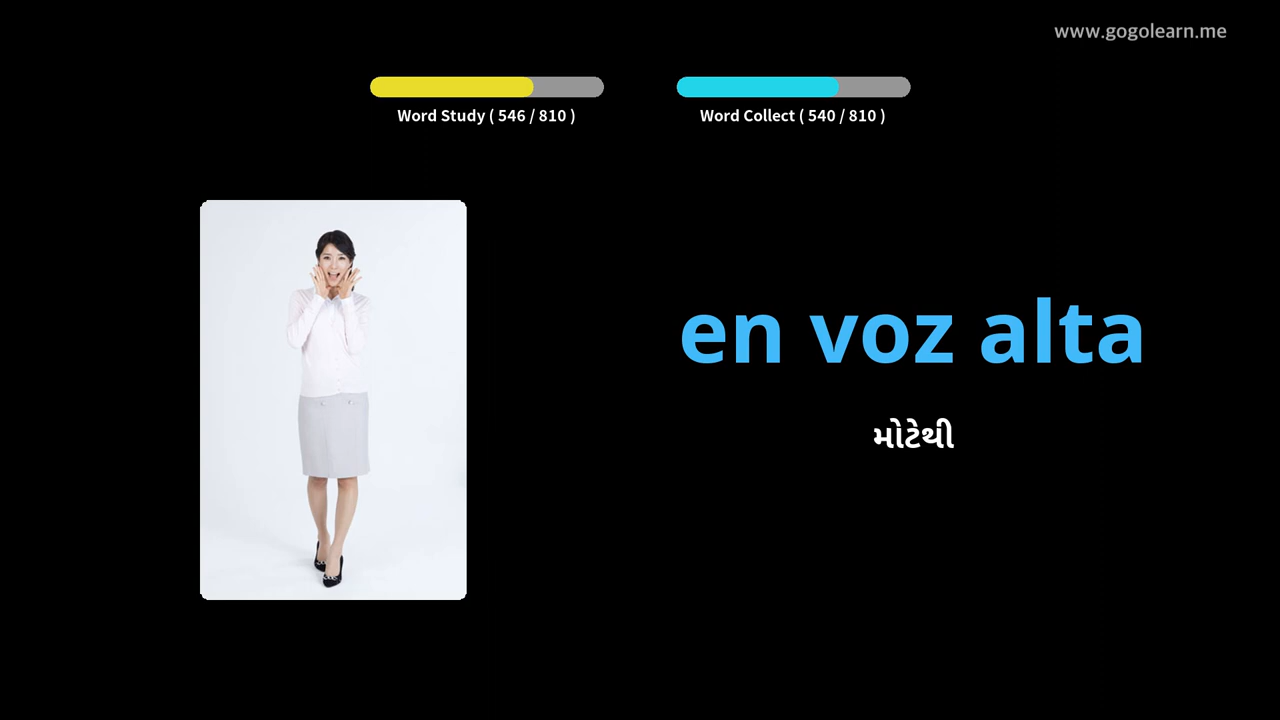 www.gogolearn.me
Word Study ( 546 / 810 )
Word Collect ( 540 / 810 )
en voz alta
મોટેથી